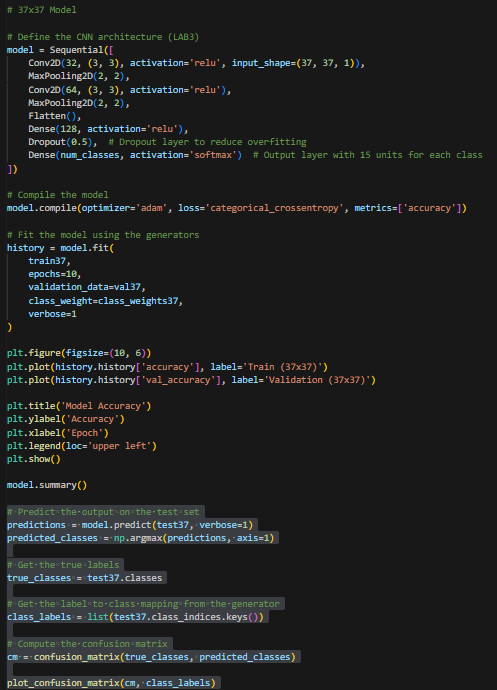 # 37x37 Model
# Define the CNN architecture (LAB3)
model = Sequential([
    Conv2D(32, (3, 3), activation='relu', input_shape=(37, 37, 1)),
    MaxPooling2D(2, 2),
    Conv2D(64, (3, 3), activation='relu'),
    MaxPooling2D(2, 2),
    Flatten(),
    Dense(128, activation='relu'),
    Dropout(0.5),  # Dropout layer to reduce overfitting
    Dense(num_classes, activation='softmax')  # Output layer with 15 units for each class
])
# Compile the model
model.compile(optimizer='adam', loss='categorical_crossentropy', metrics=['accuracy'])
# Fit the model using the generators
history = model.fit(
    train37,
    epochs=10,
    validation_data=val37,
    class_weight=class_weights37,
    verbose=1
)
plt.figure(figsize=(10, 6))
plt.plot(history.history['accuracy'], label='Train (37x37)')
plt.plot(history.history['val_accuracy'], label='Validation (37x37)')
plt.title('Model Accuracy')
plt.ylabel('Accuracy')
plt.xlabel('Epoch')
plt.legend(loc='upper left')
plt.show()
model.summary()
# Predict the output on the test set
predictions = model.predict(test37, verbose=1)
predicted_classes = np.argmax(predictions, axis=1)
# Get the true labels
true_classes = test37.classes
# Get the label to class mapping from the generator
class_labels = list(test37.class_indices.keys())
# Compute the confusion matrix
cm = confusion_matrix(true_classes, predicted_classes)
plot_confusion_matrix(cm, class_labels)